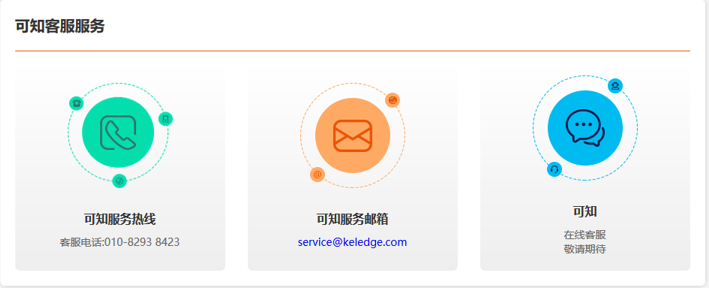 可知客服服务
可知服务热线
客服电话:010-8293 8423
可知服务邮箱
service@keledge.com
可知
在线客服
敬请期待